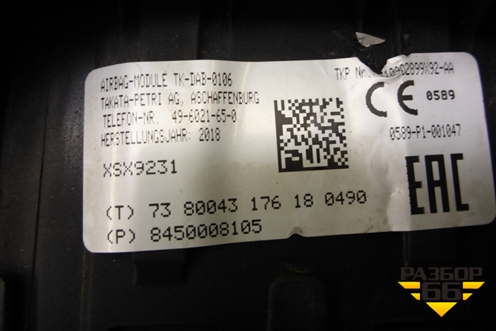 AIRBAG-MODULE TK-DAB-0106
TAKATA-PETRI AG, ASCHAFFENBURG
TELEFON-NR. 49-6021-65-0
HERSTELLUNGSJAHR: 2018
XSX9231
(T) 73 80043 176 18 0490
(P) 8450008105
TKP
CE 0589
0589-P1-001047
EAC
РАЗБОР
66